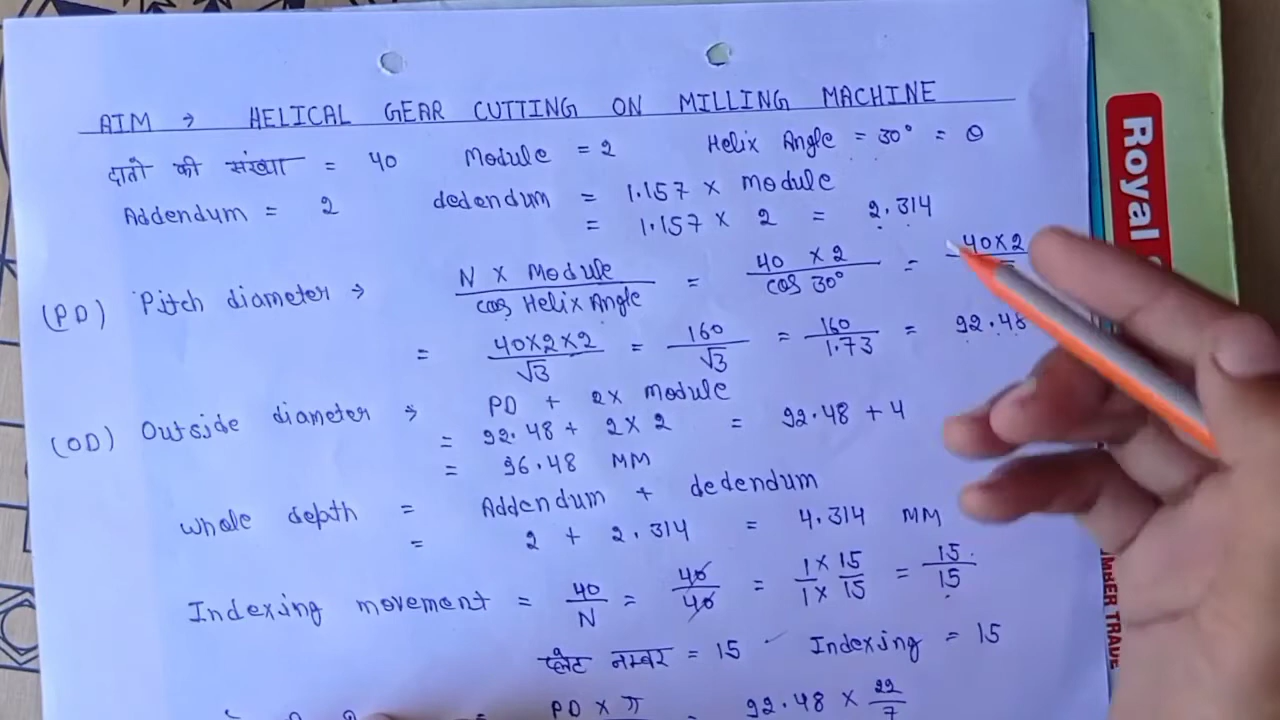 AIM → HELICAL GEAR CUTTING ON MILLING MACHINE
दातो की संख्या = 40 Module = 2 Helix Angle = 30° = θ
Addendum = 2 dedendum = 1.157 × Module
= 1.157 × 2 = 2.314
(PD) Pitch diameter → N × Module / cos Helix Angle = 40 × 2 / cos 30° = 40×2
= 40×2×2 / √3 = 160 / √3 = 160 / 1.73 = 92.48
(OD) Outside diameter → PD + 2× Module
= 92.48 + 2×2 = 92.48 + 4
= 96.48 MM
Whole depth = Addendum + dedendum
= 2 + 2.314 = 4.314 MM
Indexing movement = 40 / N = 40 / 40 = 1 × 15 / 1 × 15 = 15 / 15
प्लेट नम्बर = 15 Indexing = 15
= PD × π = 92.48 × 22 / 7
Royal
MBER TRADE